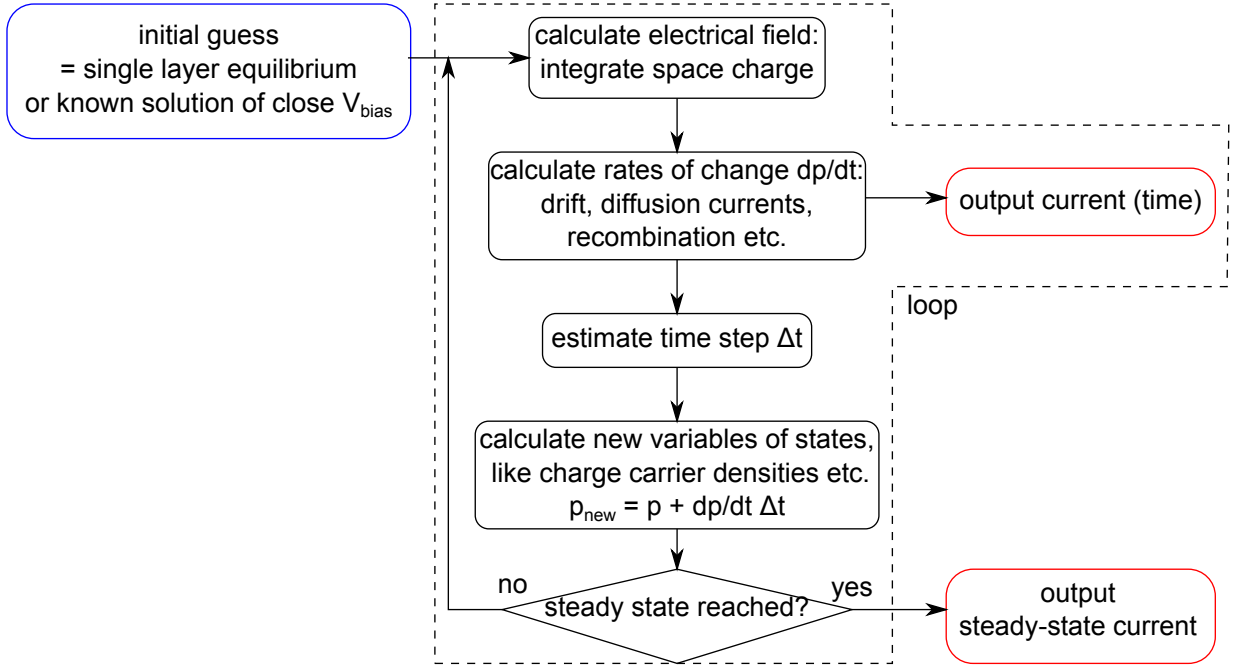 initial guess
= single layer equilibrium
or known solution of close V_bias
calculate electrical field:
integrate space charge
calculate rates of change dp/dt:
drift, diffusion currents,
recombination etc.
output current (time)
loop
estimate time step Δt
calculate new variables of states,
like charge carrier densities etc.
p_new = p + dp/dt Δt
no
steady state reached?
yes
output
steady-state current